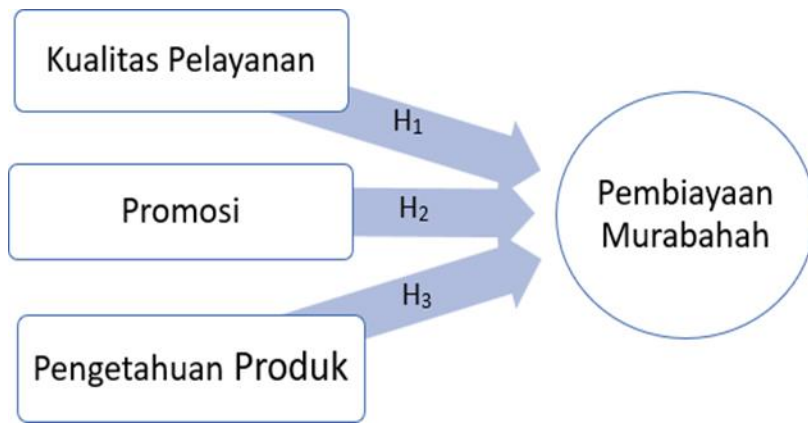 Kualitas Pelayanan
H₁
Promosi
H₂
Pengetahuan Produk
H₃
Pembiayaan
Murabahah